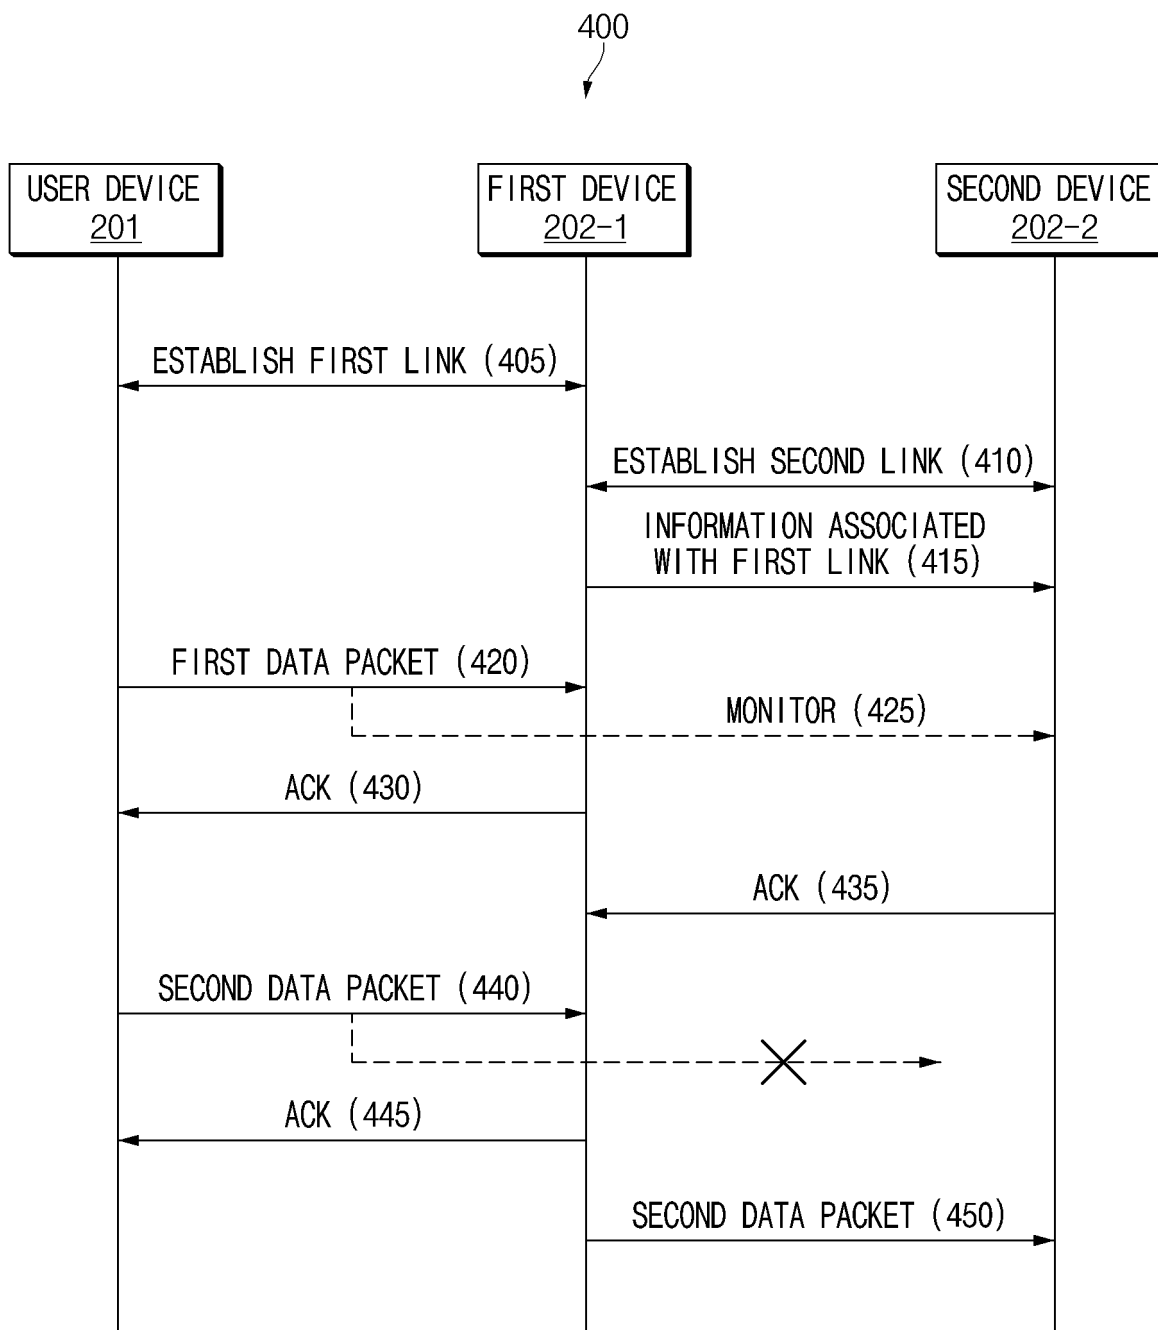 400
USER DEVICE
201
FIRST DEVICE
202-1
SECOND DEVICE
202-2
ESTABLISH FIRST LINK (405)
ESTABLISH SECOND LINK (410)
INFORMATION ASSOCIATED
WITH FIRST LINK (415)
FIRST DATA PACKET (420)
MONITOR (425)
ACK (430)
ACK (435)
SECOND DATA PACKET (440)
ACK (445)
SECOND DATA PACKET (450)